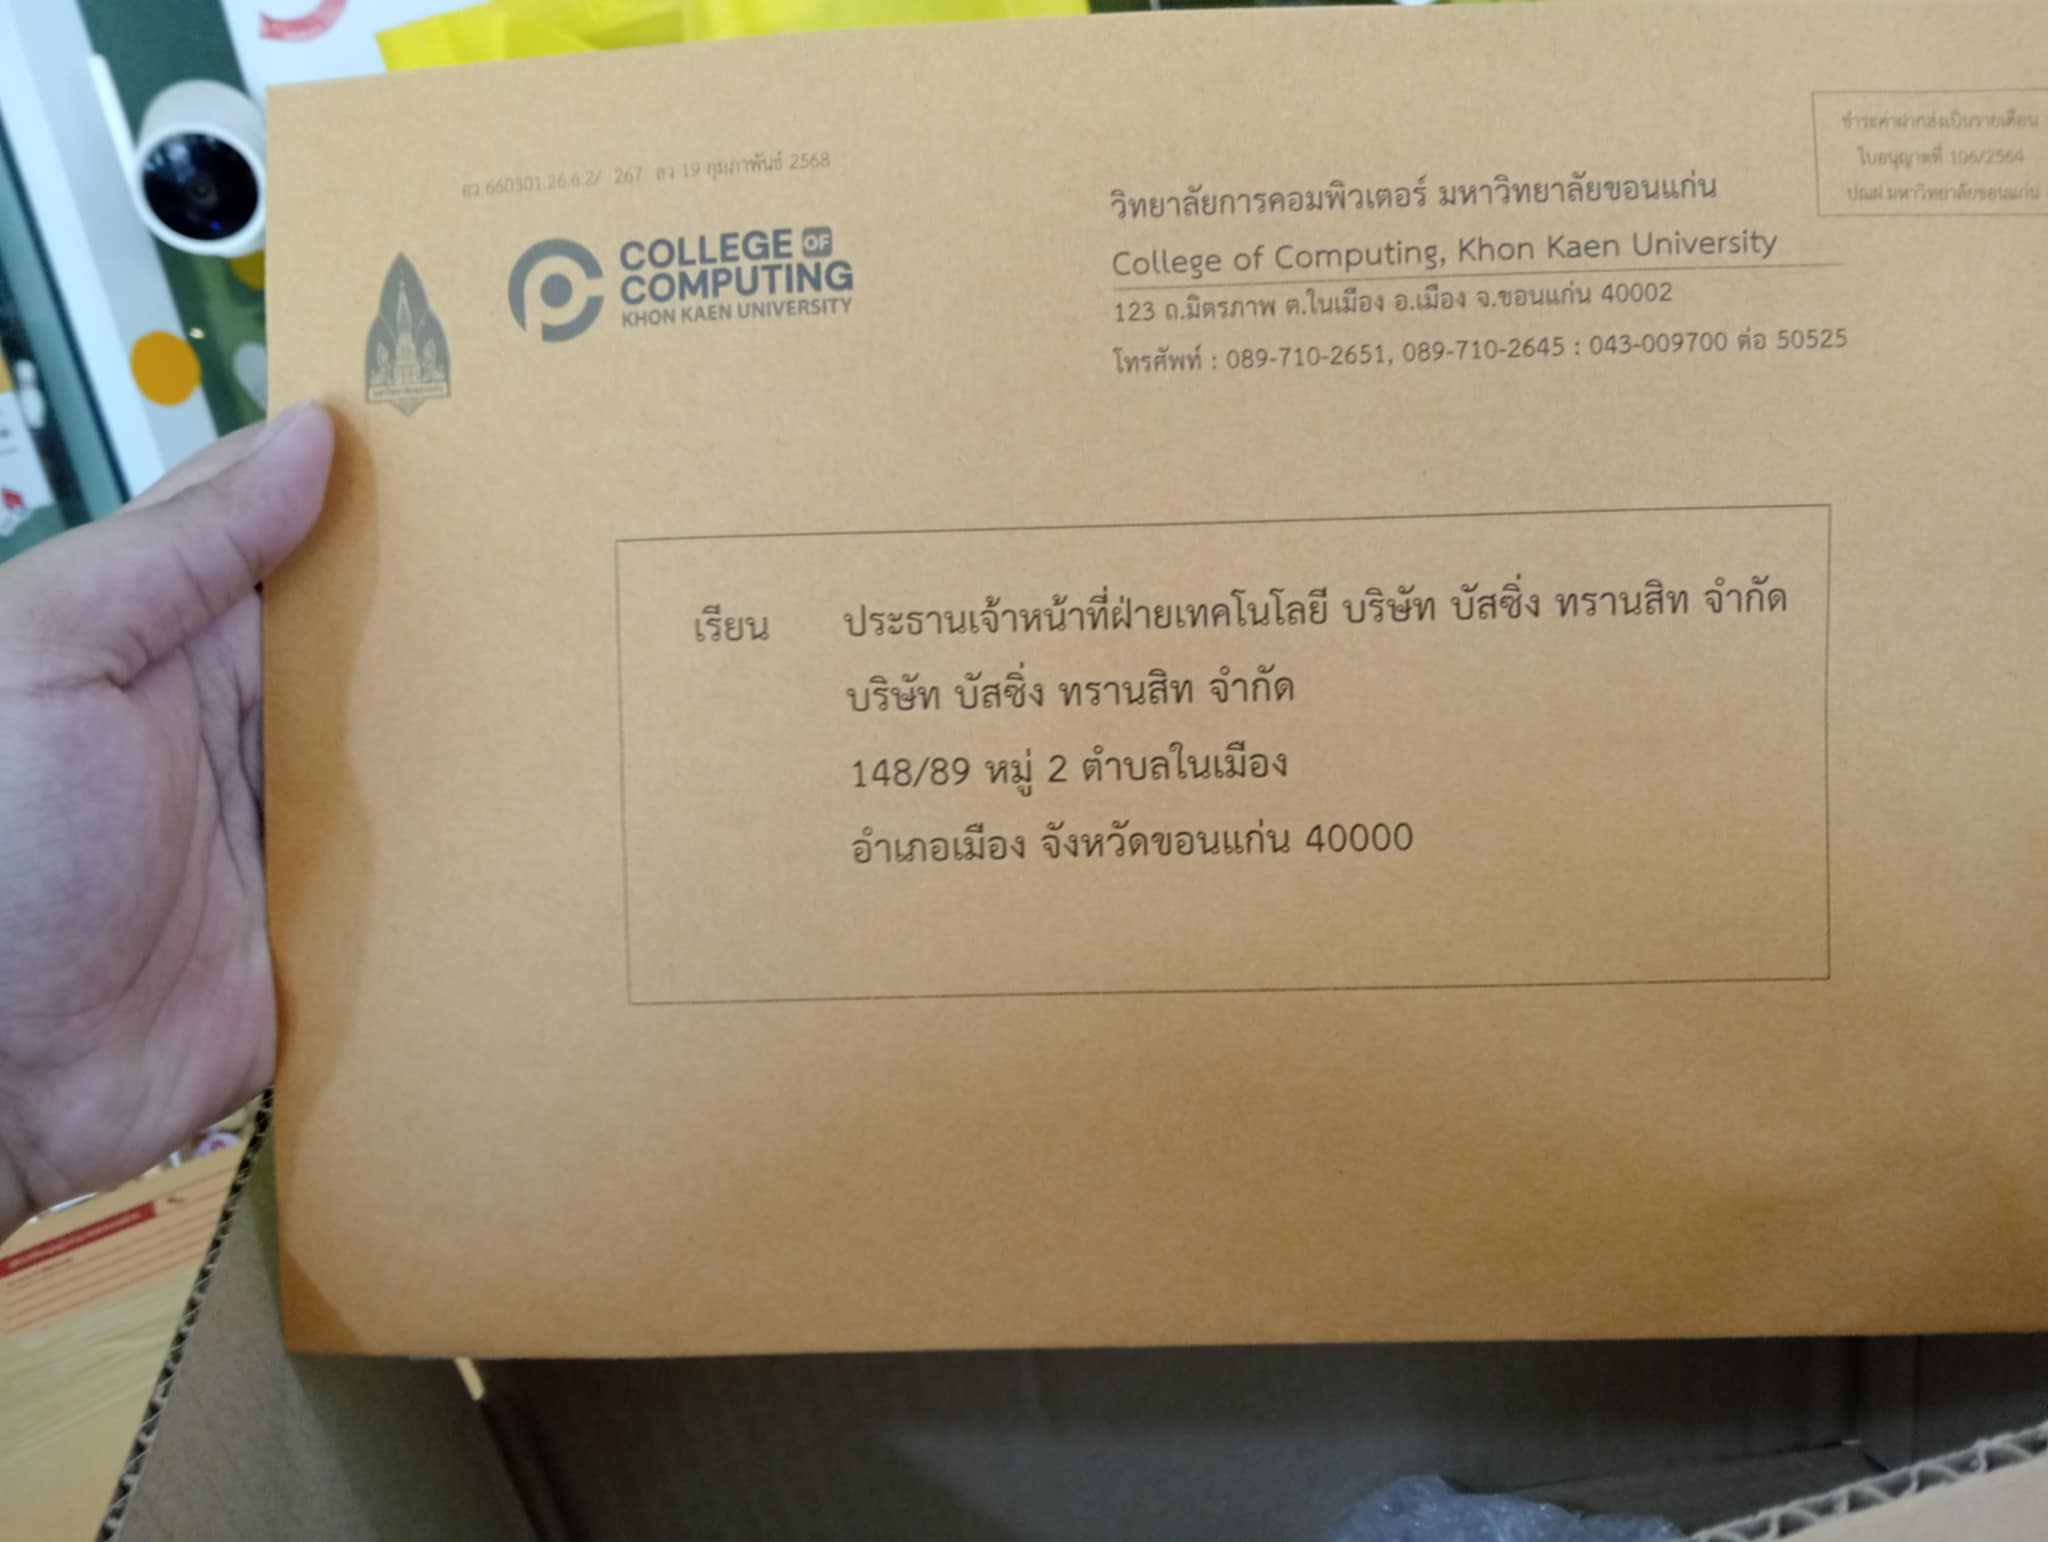 อว 660301.26.6.2/ 267 ลว 19 กุมภาพันธ์ 2568
COLLEGE OF
COMPUTING
KHON KAEN UNIVERSITY
วิทยาลัยการคอมพิวเตอร์ มหาวิทยาลัยขอนแก่น
College of Computing, Khon Kaen University
123 ถ.มิตรภาพ ต.ในเมือง อ.เมือง จ.ขอนแก่น 40002
โทรศัพท์ : 089-710-2651, 089-710-2645 : 043-009700 ต่อ 50525
ชำระค่าฝากส่งเป็นรายเดือน
ใบอนุญาตที่ 106/2564
ปณฝ มหาวิทยาลัยขอนแก่น
เรียน ประธานเจ้าหน้าที่ฝ่ายเทคโนโลยี บริษัท บัสซิ่ง ทรานสิท จำกัด
บริษัท บัสซิ่ง ทรานสิท จำกัด
148/89 หมู่ 2 ตำบลในเมือง
อำเภอเมือง จังหวัดขอนแก่น 40000